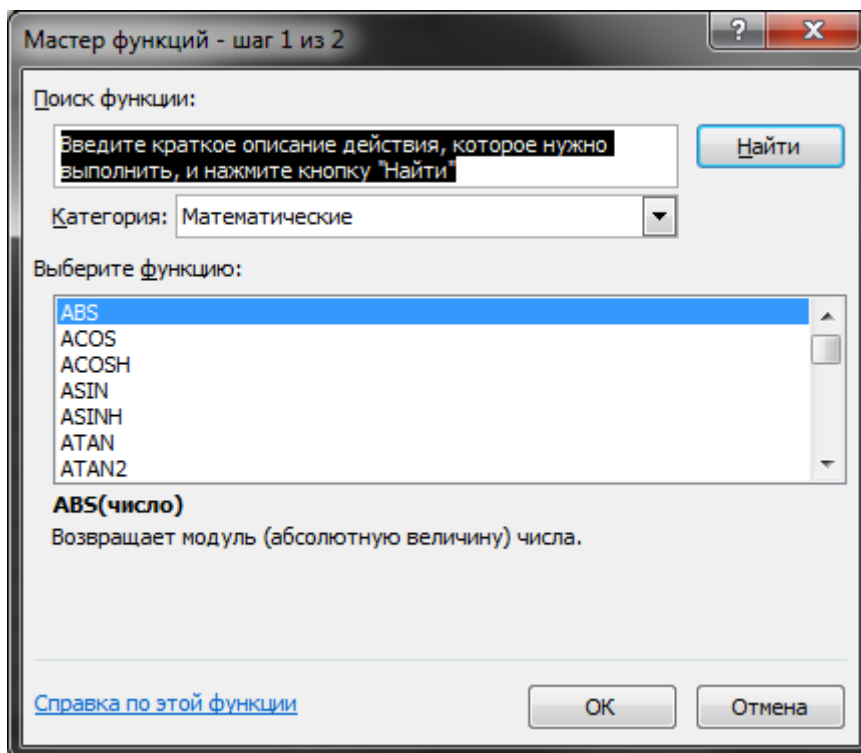 Мастер функций - шаг 1 из 2
?
Поиск функции:
Введите краткое описание действия, которое нужно
выполнить, и нажмите кнопку "Найти"
Найти
Категория: Математические
Выберите функцию:
ABS
ACOS
ACOSH
ASIN
ASINH
ATAN
ATAN2
ABS(число)
Возвращает модуль (абсолютную величину) числа.
Справка по этой функции
ОК
Отмена